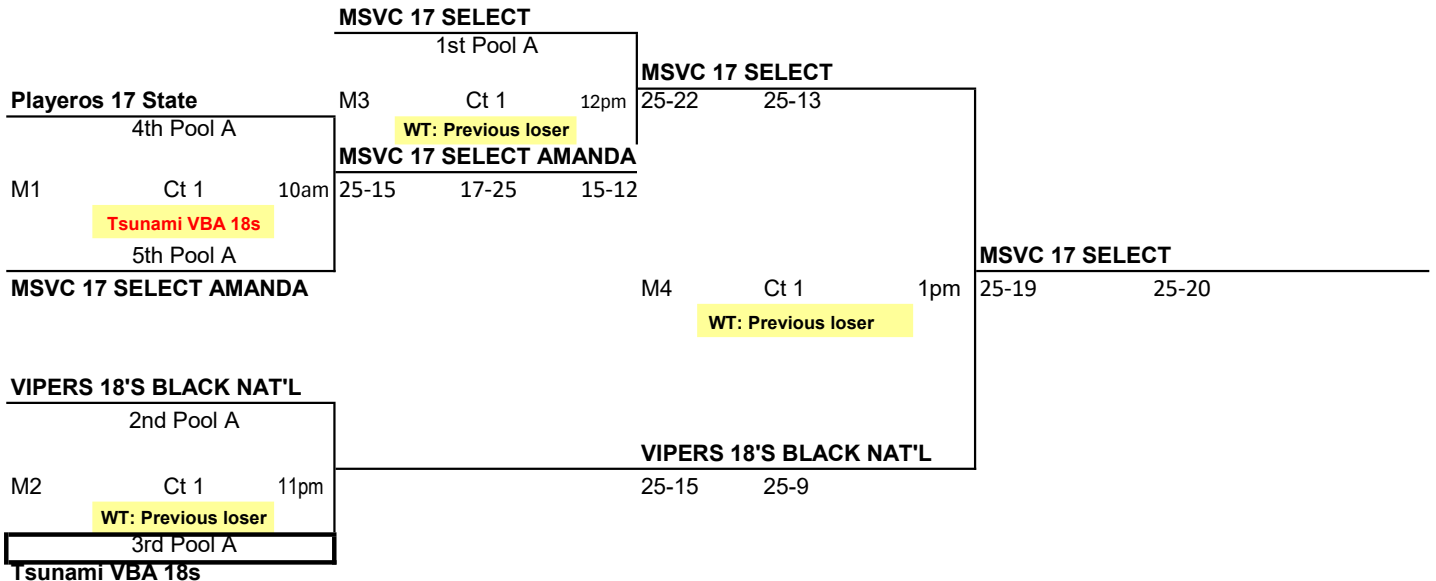 MSVC 17 SELECT
1st Pool A
MSVC 17 SELECT
Playeros 17 State M3 Ct 1 12pm 25-22 25-13
4th Pool A WT: Previous loser
MSVC 17 SELECT AMANDA
M1 Ct 1 10am 25-15 17-25 15-12
Tsunami VBA 18s
5th Pool A MSVC 17 SELECT
MSVC 17 SELECT AMANDA M4 Ct 1 1pm 25-19 25-20
WT: Previous loser
VIPERS 18'S BLACK NAT'L
2nd Pool A
VIPERS 18'S BLACK NAT'L
M2 Ct 1 11pm 25-15 25-9
WT: Previous loser
3rd Pool A
Tsunami VBA 18s